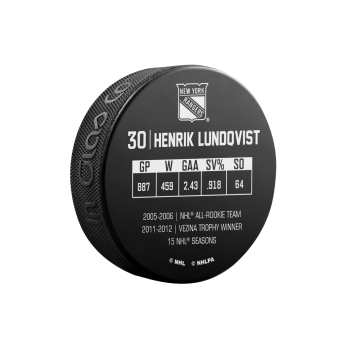 NEW YORK
RANGERS
30 | HENRIK LUNDQVIST
GP W GAA SV% SO
887 459 2.43 .918 64
2005-2006 | NHL® ALL-ROOKIE TEAM
2011-2012 | VEZINA TROPHY WINNER
15 NHL® SEASONS
© NHL © NHLPA
InGlasCo